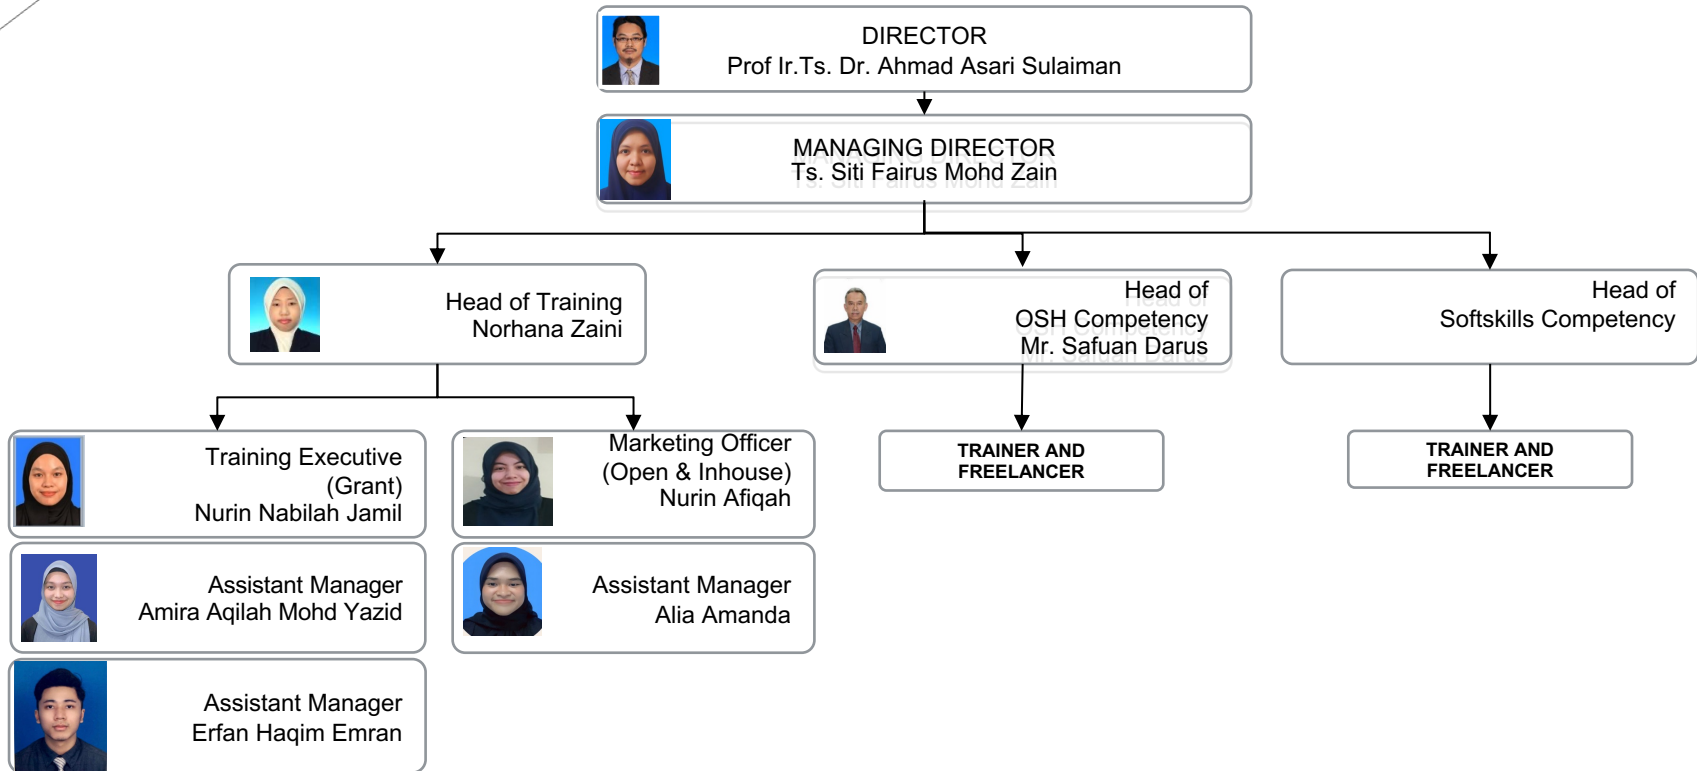 DIRECTOR
Prof Ir.Ts. Dr. Ahmad Asari Sulaiman
MANAGING DIRECTOR
Ts. Siti Fairus Mohd Zain
Head of Training
Norhana Zaini
Head of
OSH Competency
Mr. Safuan Darus
Head of
Softskills Competency
Training Executive
(Grant)
Nurin Nabilah Jamil
Marketing Officer
(Open & Inhouse)
Nurin Afiqah
TRAINER AND
FREELANCER
TRAINER AND
FREELANCER
Assistant Manager
Amira Aqilah Mohd Yazid
Assistant Manager
Alia Amanda
Assistant Manager
Erfan Haqim Emran